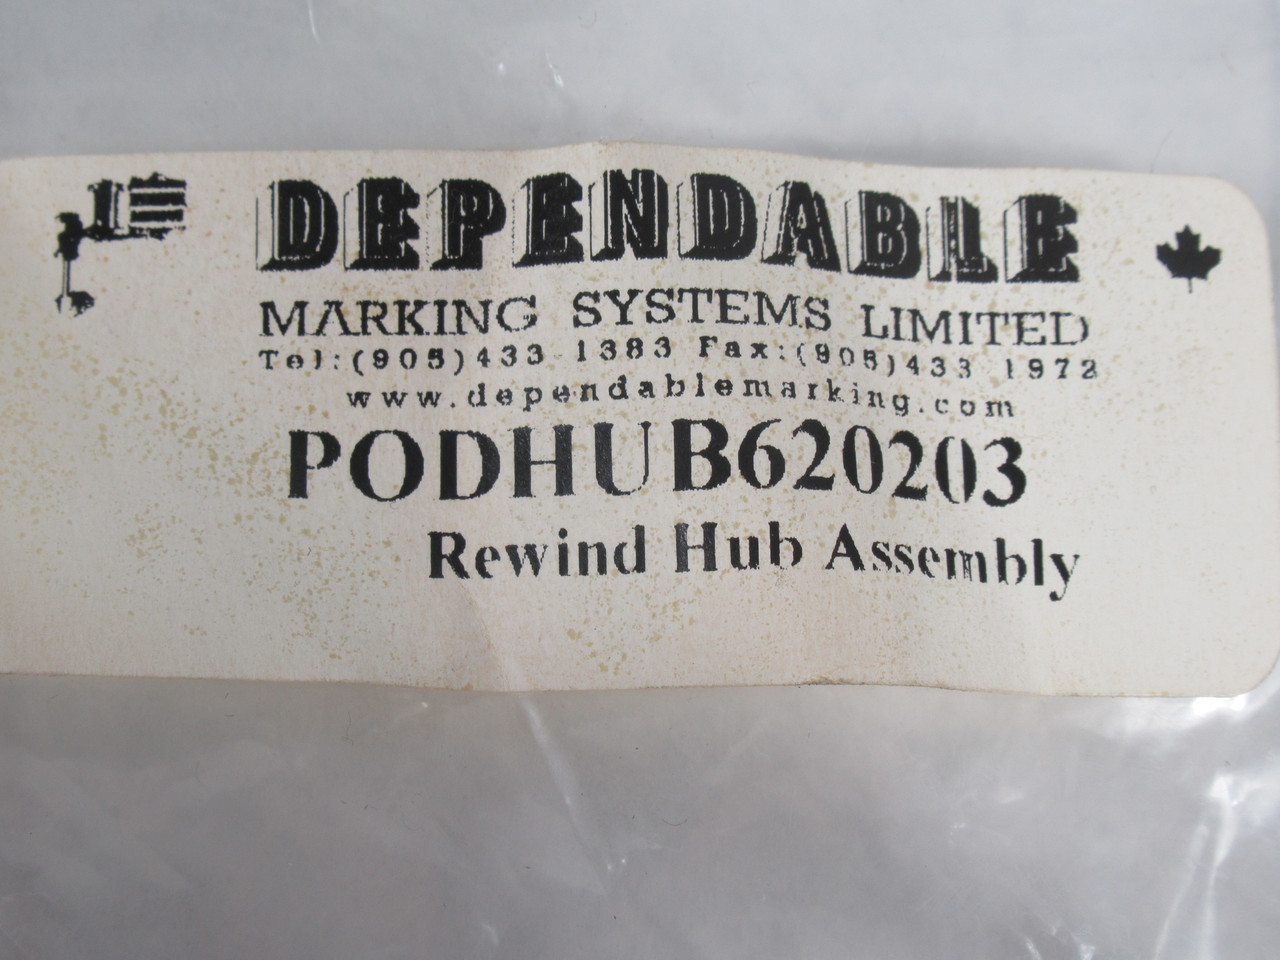 DEPENDABLE
MARKING SYSTEMS LIMITED
Tel:(905)433 1383 Fax:(905)433 1972
www.dependablemarking.com
PODHUB620203
Rewind Hub Assembly